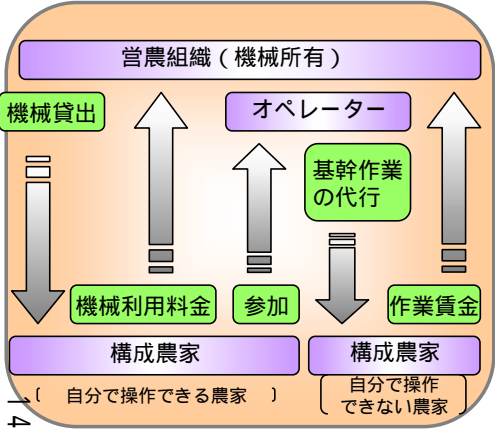 営農組織（機械所有）
機械貸出
オペレーター
基幹作業
の代行
機械利用料金
参加
作業賃金
構成農家
構成農家
〔 自分で操作できる農家 〕
自分で操作
できない農家
14